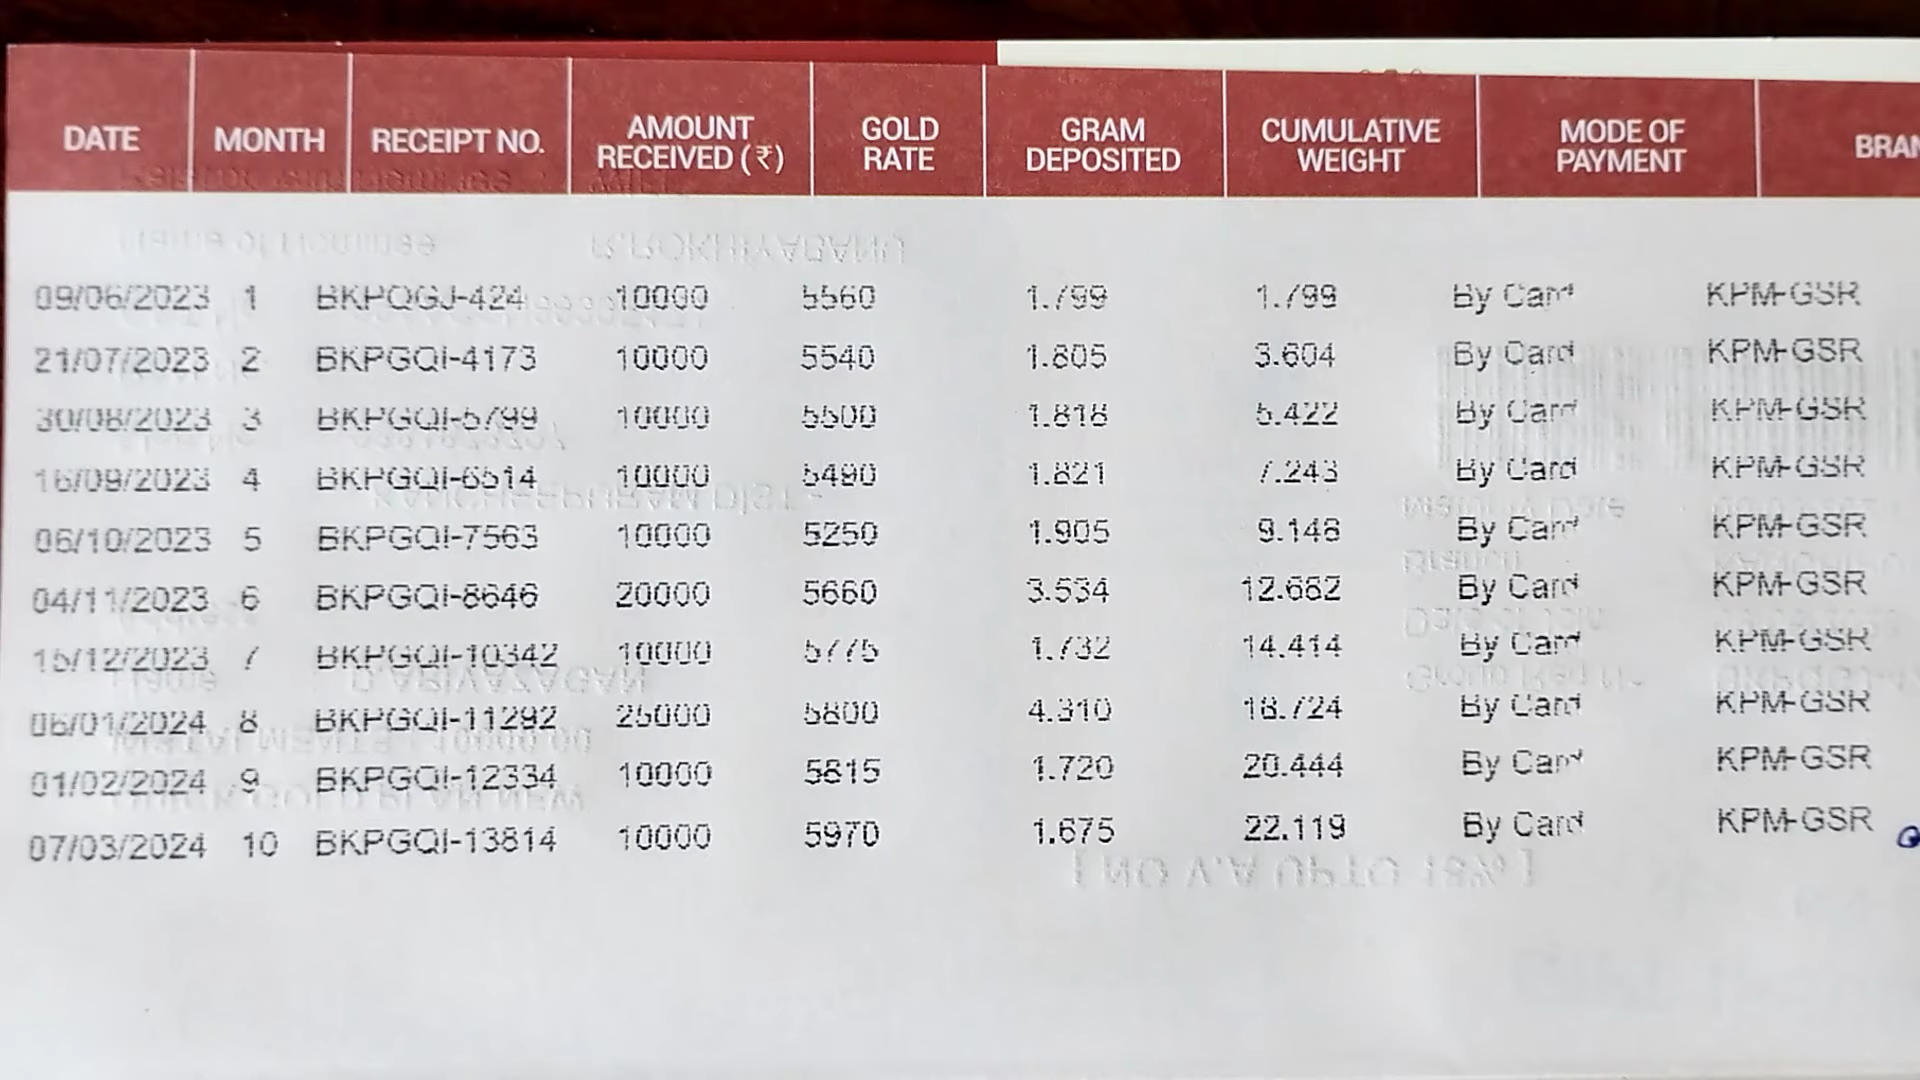 DATE MONTH RECEIPT NO. AMOUNT RECEIVED (₹) GOLD RATE GRAM DEPOSITED CUMULATIVE WEIGHT MODE OF PAYMENT BRAN
09/06/2023 1 BKPQGJ-424 10000 5560 1.799 1.799 By Card KPM-GSR
21/07/2023 2 BKPGQI-4173 10000 5540 1.805 3.604 By Card KPM-GSR
30/08/2023 3 BKPGQI-5799 10000 5500 1.818 5.422 By Card KPM-GSR
16/09/2023 4 BKPGQI-6514 10000 5490 1.821 7.243 By Card KPM-GSR
06/10/2023 5 BKPGQI-7563 10000 5250 1.905 9.148 By Card KPM-GSR
04/11/2023 6 BKPGQI-8646 20000 5660 3.534 12.682 By Card KPM-GSR
15/12/2023 7 BKPGQI-10342 10000 5775 1.732 14.414 By Card KPM-GSR
06/01/2024 8 BKPGQI-11292 25000 5800 4.310 18.724 By Card KPM-GSR
01/02/2024 9 BKPGQI-12334 10000 5815 1.720 20.444 By Card KPM-GSR
07/03/2024 10 BKPGQI-13814 10000 5970 1.675 22.119 By Card KPM-GSR